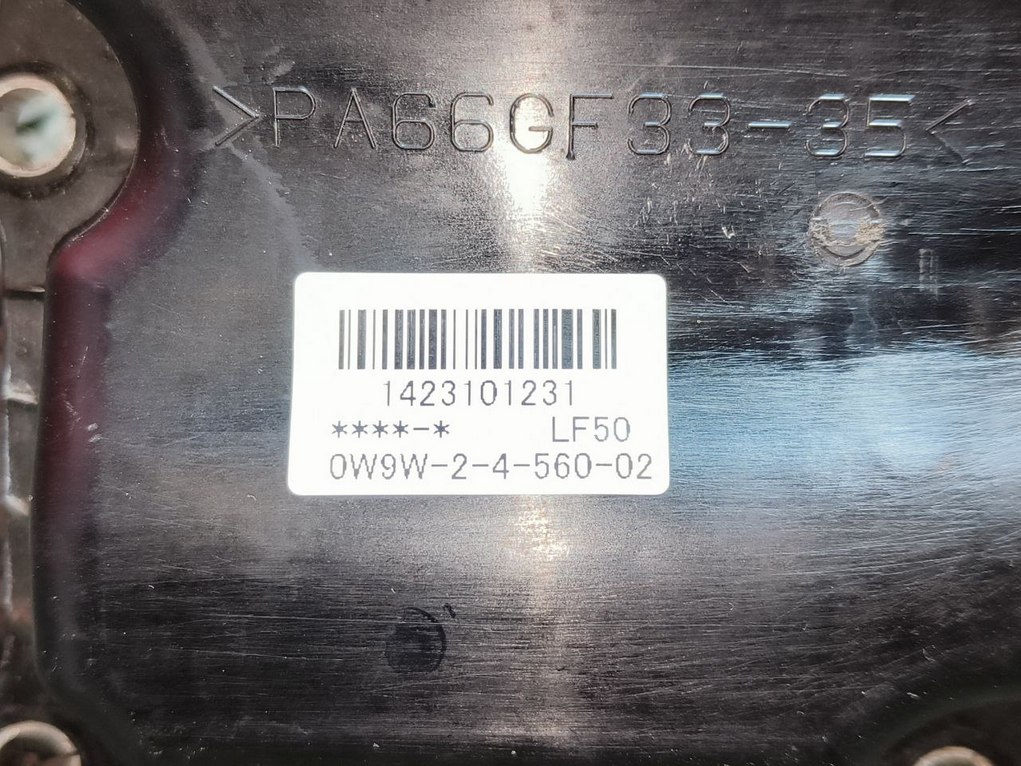 >PA66GF33-35<
1423101231
****-* LF50
0W9W-2-4-560-02